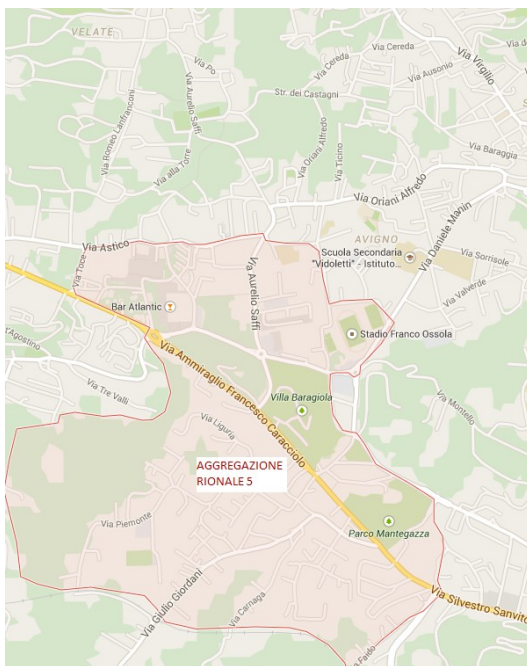 VELATE
Via Po
Via Cereda
Via Cereda
Via Virgilio
Via Ausonio
Via Aurelio Saffi
Str. dei Castagni
Via Romeo Lanfranconi
Via Oriani Alfredo
Via Ticino
Via Baraggia
Via alla Torre
Via Oriani Alfredo
Via Daniele Manin
AVIGNO
Via Astico
Scuola Secondaria
"Vidoletti" - Istituto...
Via Sorrisole
Via Toce
Via Aurelio Saffi
Via Valverde
Bar Atlantic
Stadio Franco Ossola
Agostino
Via Ammiraglio Francesco Caracciolo
Via Tre Valli
Villa Baragiola
Via Montello
Via Liguria
AGGREGAZIONE
RIONALE 5
Via Piemonte
Parco Mantegazza
Via Giulio Giordani
Via Carnaga
Via Silvestro Sanvito